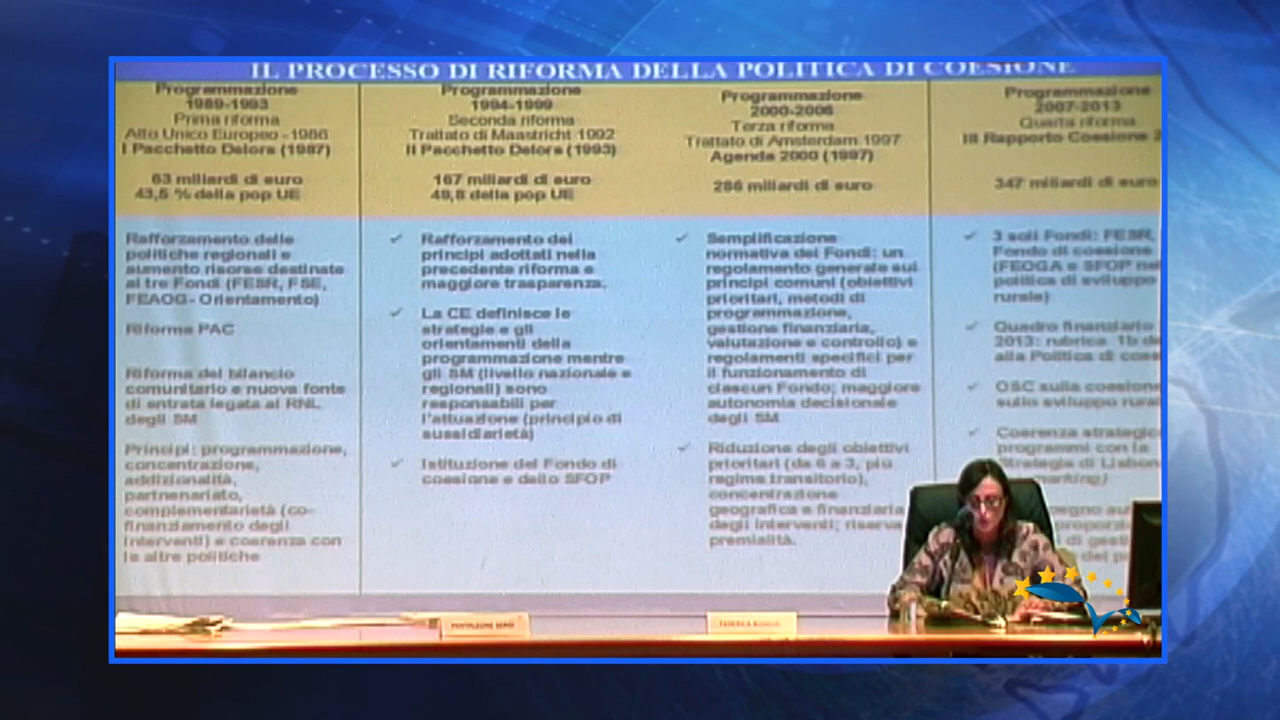 IL PROCESSO DI RIFORMA DELLA POLITICA DI COESIONE
Programmazione
1989-1993
Prima riforma
Atto Unico Europeo -1986
I Pacchetto Delors (1987)
63 miliardi di euro
43,5 % della pop UE
Rafforzamento delle
politiche regionali e
aumento risorse destinate
ai tre Fondi (FESR, FSE,
FEAOG- Orientamento)
Riforma PAC
Riforma del bilancio
comunitario e nuova fonte
di entrata legata al RNL
degli SM
Principi: programmazione,
concentrazione,
addizionalità,
partenariato,
complementarietà (co-
finanziamento degli
interventi) e coerenza con
le altre politiche
Programmazione
1994-1999
Seconda riforma
Trattato di Maastricht 1992
II Pacchetto Delors (1993)
167 miliardi di euro
della pop UE
✓ Rafforzamento dei
principi adottati nella
precedente riforma e
maggiore trasparenza.
✓ La CE definisce le
strategie e gli
orientamenti della
programmazione mentre
gli SM (livello nazionale e
regionali) sono
responsabili per
l'attuazione (principio di
sussidiarietà)
✓ Istituzione del Fondo di
coesione e dello SFOP
Programmazione
2000-2006
Terza riforma
Trattato di Amsterdam 1997
Agenda 2000 (1997)
286 miliardi di euro
✓ Semplificazione
normativa dei Fondi: un
regolamento generale sui
principi comuni (obiettivi
prioritari, metodi di
programmazione,
gestione finanziaria,
valutazione e controllo) e
regolamenti specifici per
il funzionamento di
ciascun Fondo; maggiore
autonomia decisionale
degli SM
✓ Riduzione degli obiettivi
prioritari (da 6 a 3, più
regime transitorio),
concentrazione
geografica e finanziaria
degli interventi; riserva
premialità.
Programmazione
2007-2013
Quarta riforma
III Rapporto Coesione 2
347 miliardi di euro
✓ 3 soli Fondi: FESR,
Fondo di coesione
(FEOGA e SFOP nel
politica di sviluppo
rurale)
✓ Quadro finanziario
2013: rubrica 1b de
alla Politica di coes
✓ OSC sulla coesione
sullo sviluppo rural
✓ Coerenza strategic
programmi con la
Strategia di Lisbon
marking)